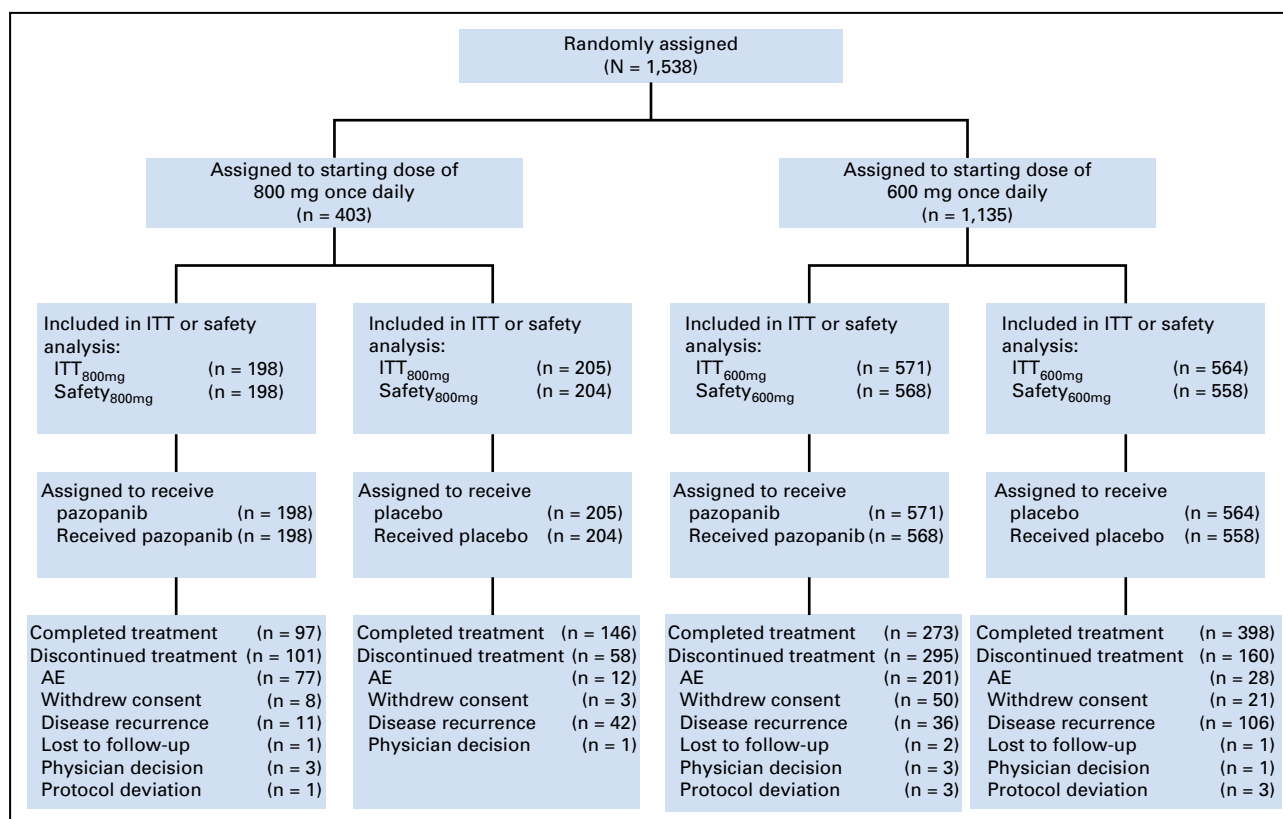 Randomly assigned
(N = 1,538)
Assigned to starting dose of
800 mg once daily
(n = 403)
Assigned to starting dose of
600 mg once daily
(n = 1,135)
Included in ITT or safety
analysis:
ITT800mg (n = 198)
Safety800mg (n = 198)
Included in ITT or safety
analysis:
ITT800mg (n = 205)
Safety800mg (n = 204)
Included in ITT or safety
analysis:
ITT600mg (n = 571)
Safety600mg (n = 568)
Included in ITT or safety
analysis:
ITT600mg (n = 564)
Safety600mg (n = 558)
Assigned to receive
pazopanib (n = 198)
Received pazopanib (n = 198)
Assigned to receive
placebo (n = 205)
Received placebo (n = 204)
Assigned to receive
pazopanib (n = 571)
Received pazopanib (n = 568)
Assigned to receive
placebo (n = 564)
Received placebo (n = 558)
Completed treatment (n = 97)
Discontinued treatment (n = 101)
AE (n = 77)
Withdrew consent (n = 8)
Disease recurrence (n = 11)
Lost to follow-up (n = 1)
Physician decision (n = 3)
Protocol deviation (n = 1)
Completed treatment (n = 146)
Discontinued treatment (n = 58)
AE (n = 12)
Withdrew consent (n = 3)
Disease recurrence (n = 42)
Physician decision (n = 1)
Completed treatment (n = 273)
Discontinued treatment (n = 295)
AE (n = 201)
Withdrew consent (n = 50)
Disease recurrence (n = 36)
Lost to follow-up (n = 2)
Physician decision (n = 3)
Protocol deviation (n = 3)
Completed treatment (n = 398)
Discontinued treatment (n = 160)
AE (n = 28)
Withdrew consent (n = 21)
Disease recurrence (n = 106)
Lost to follow-up (n = 1)
Physician decision (n = 1)
Protocol deviation (n = 3)